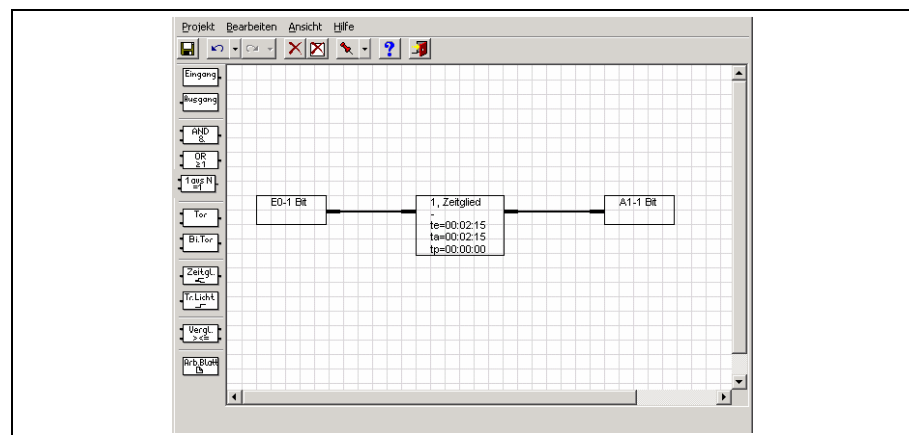 Projekt Bearbeiten Ansicht Hilfe
Eingang
Ausgang
AND
&
OR
≥1
1 aus N
=1
Tor
Bi.Tor
Zeitgl.
Tr.Licht
Vergl.
><=
Arb.Blatt
E0-1 Bit
1, Zeitglied
-
te=00:02:15
ta=00:02:15
tp=00:00:00
A1-1 Bit